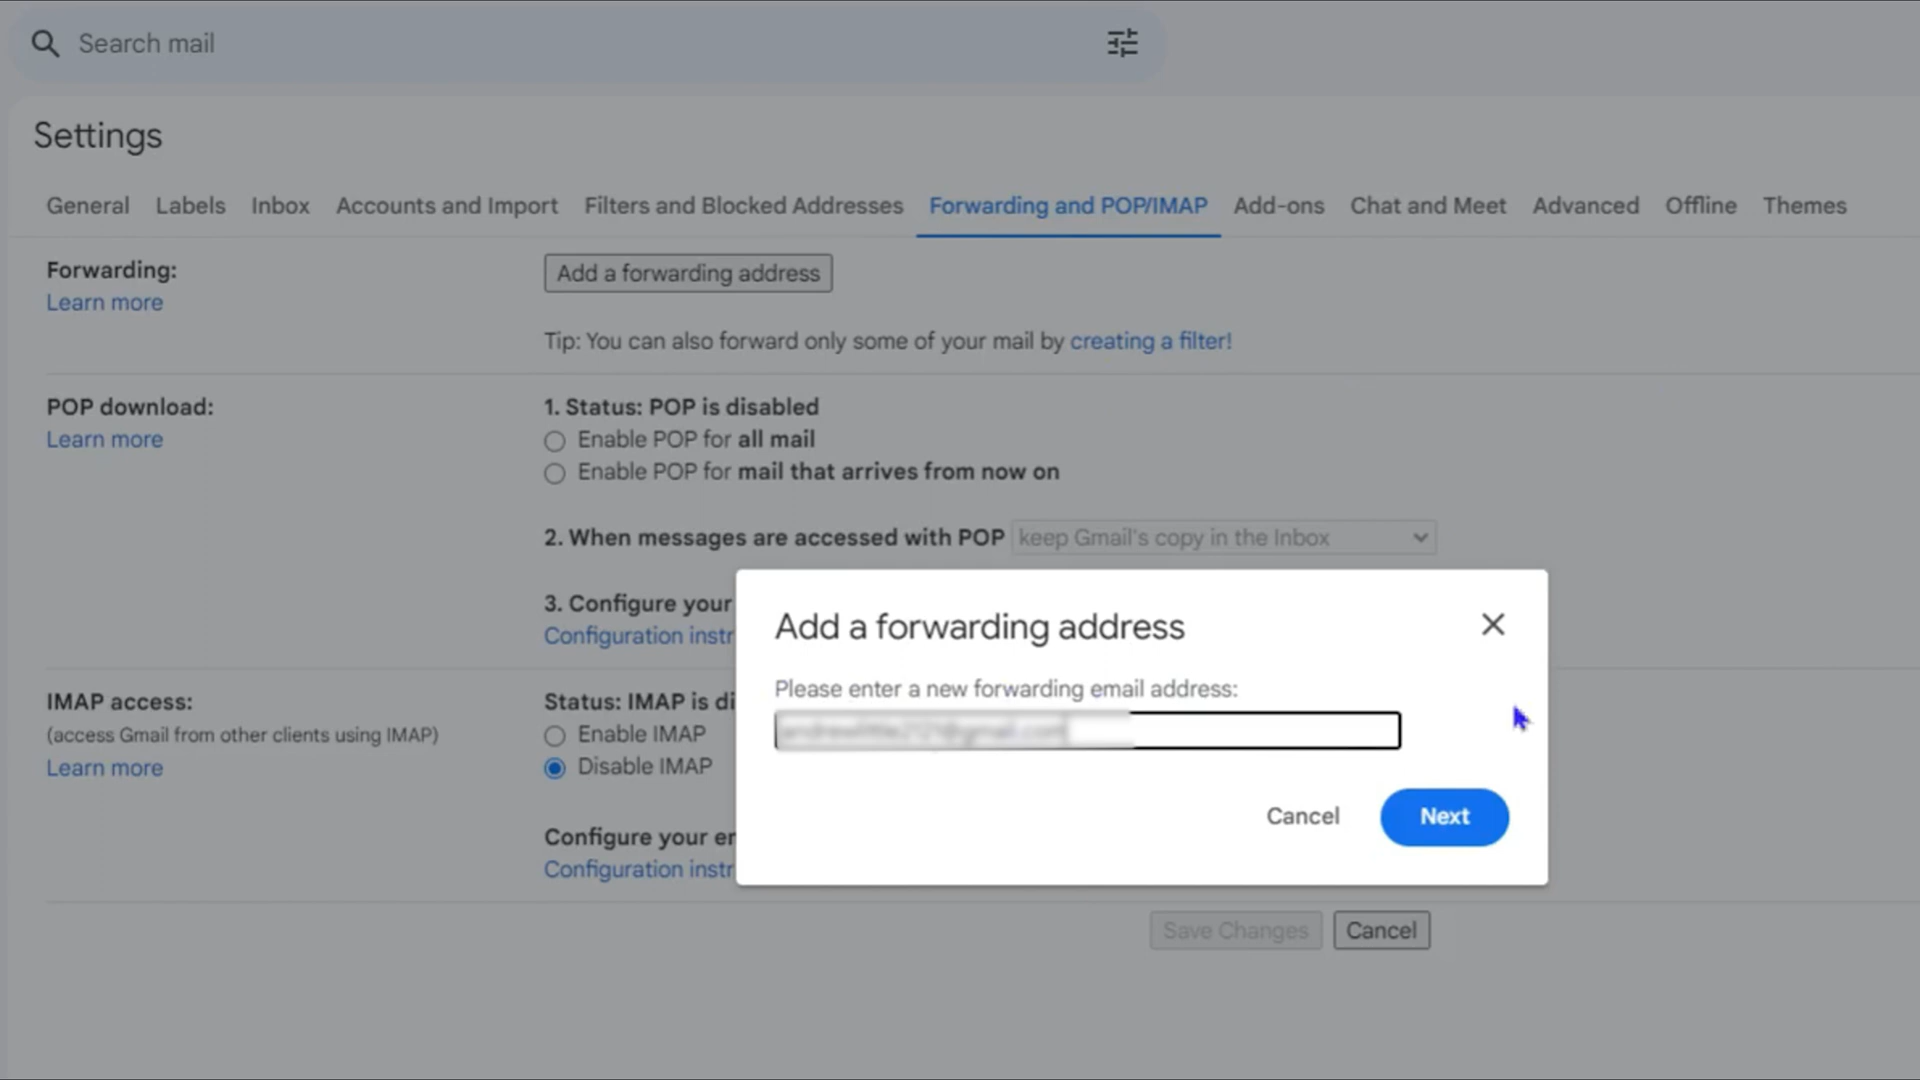 Search mail
Settings
General Labels Inbox Accounts and Import Filters and Blocked Addresses Forwarding and POP/IMAP Add-ons Chat and Meet Advanced Offline Themes
Forwarding:
Learn more
Add a forwarding address
Tip: You can also forward only some of your mail by creating a filter!
POP download:
Learn more
1. Status: POP is disabled
Enable POP for all mail
Enable POP for mail that arrives from now on
2. When messages are accessed with POP keep Gmail's copy in the Inbox
3. Configure your
Configuration instr
IMAP access:
(access Gmail from other clients using IMAP)
Learn more
Status: IMAP is di
Enable IMAP
Disable IMAP
Configure your er
Configuration instr
Add a forwarding address
Please enter a new forwarding email address:
Cancel Next
Save Changes Cancel